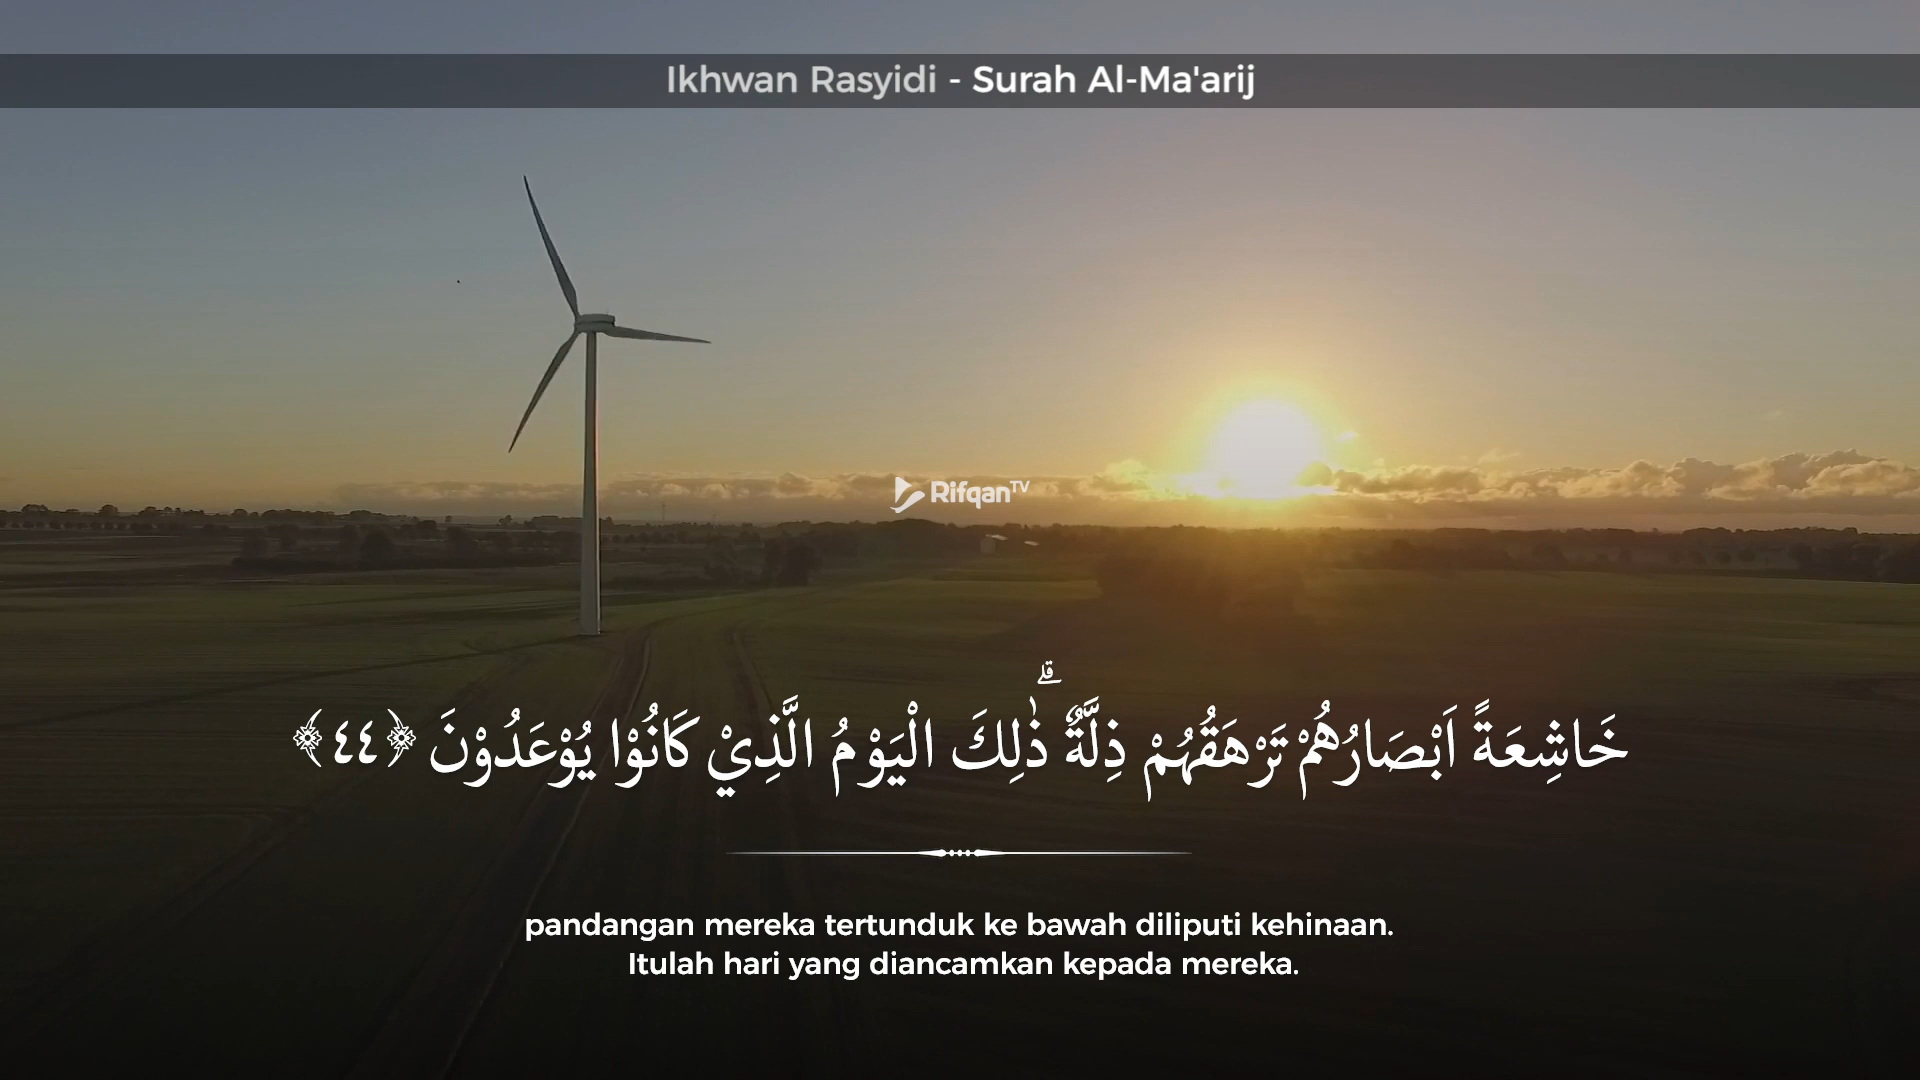 Ikhwan Rasyidi - Surah Al-Ma'arij
Rifqan TV
خَاشِعَةً اَبْصَارُهُمْ تَرْهَقُهُمْ ذِلَّةٌ ۗذٰلِكَ الْيَوْمُ الَّذِيْ كَانُوْا يُوْعَدُوْنَ ﴿٤٤﴾
pandangan mereka tertunduk ke bawah diliputi kehinaan.
Itulah hari yang diancamkan kepada mereka.